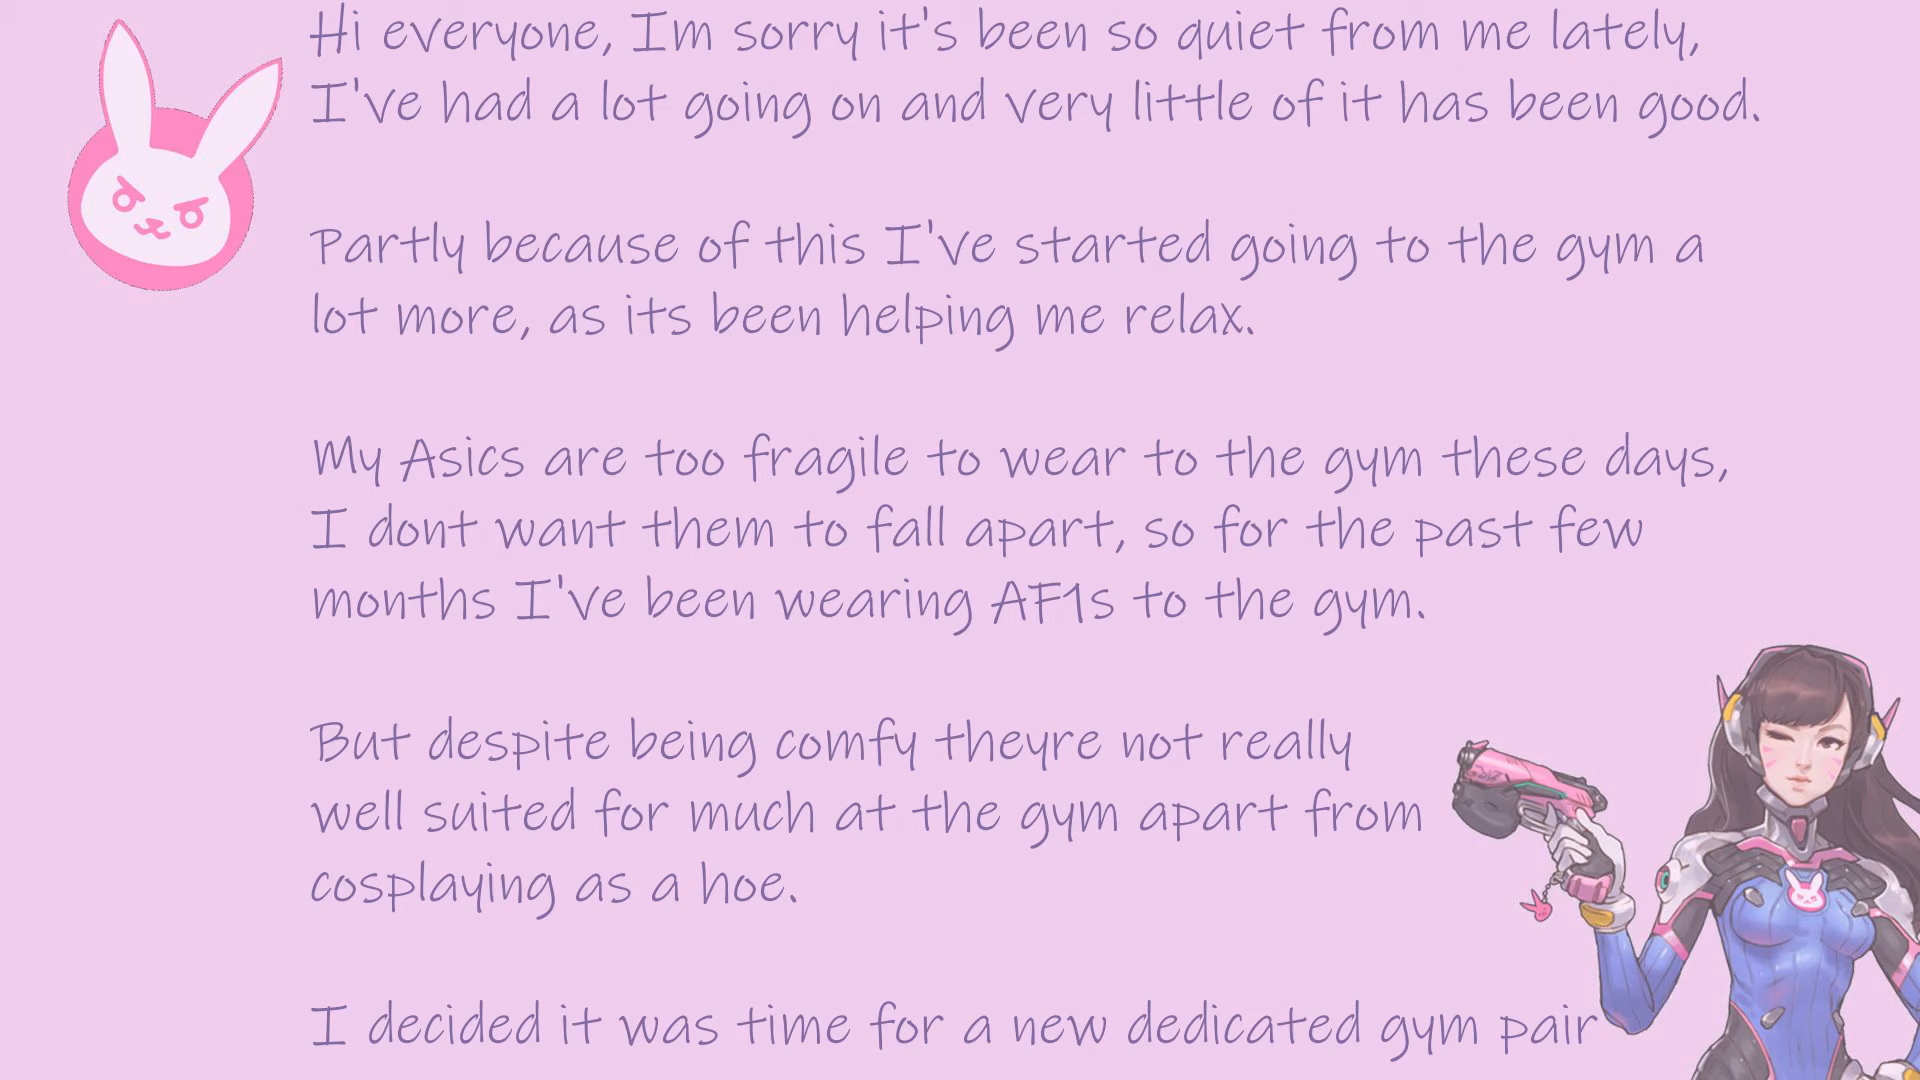 Hi everyone, Im sorry it's been so quiet from me lately,
I've had a lot going on and very little of it has been good.
Partly because of this I've started going to the gym a
lot more, as its been helping me relax.
My Asics are too fragile to wear to the gym these days,
I dont want them to fall apart, so for the past few
months I've been wearing AF1s to the gym.
But despite being comfy theyre not really
well suited for much at the gym apart from
cosplaying as a hoe.
I decided it was time for a new dedicated gym pair